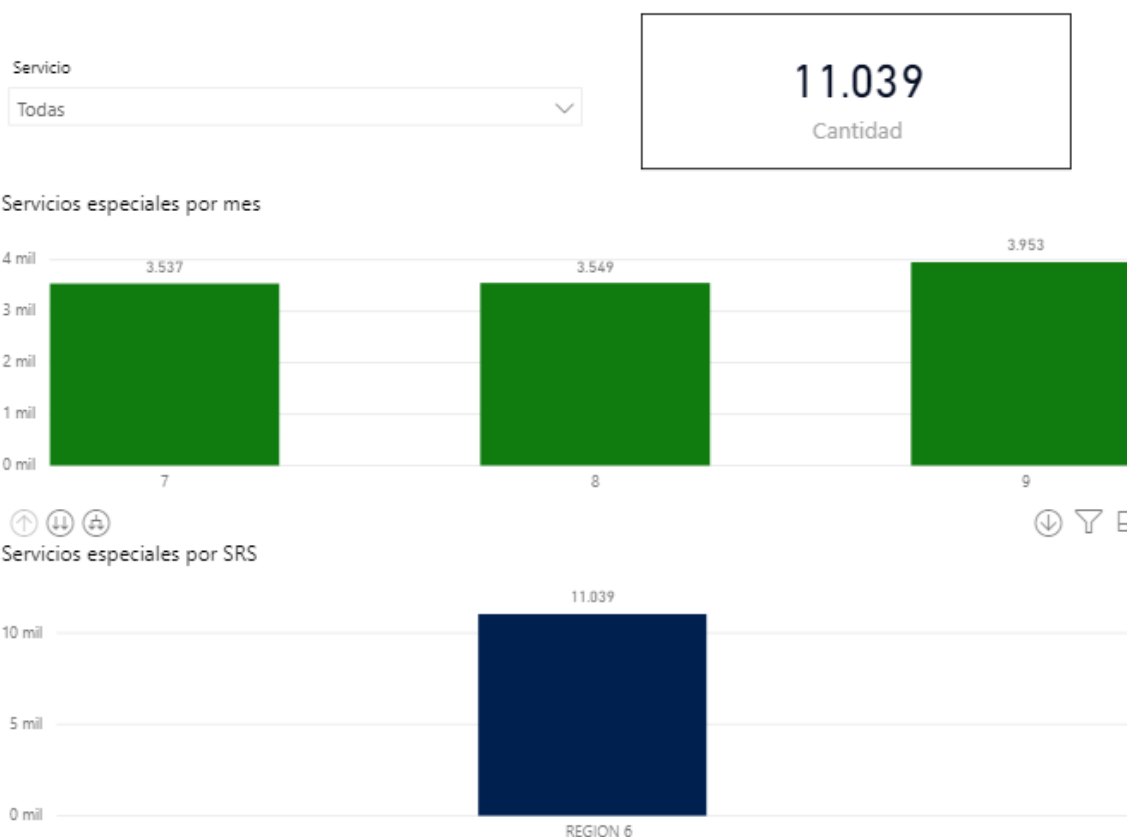 Servicio
Todas
11.039
Cantidad
Servicios especiales por mes
4 mil
3 mil
2 mil
1 mil
0 mil
3.537
3.549
3.953
7
8
9
Servicios especiales por SRS
10 mil
5 mil
0 mil
11.039
REGION 6